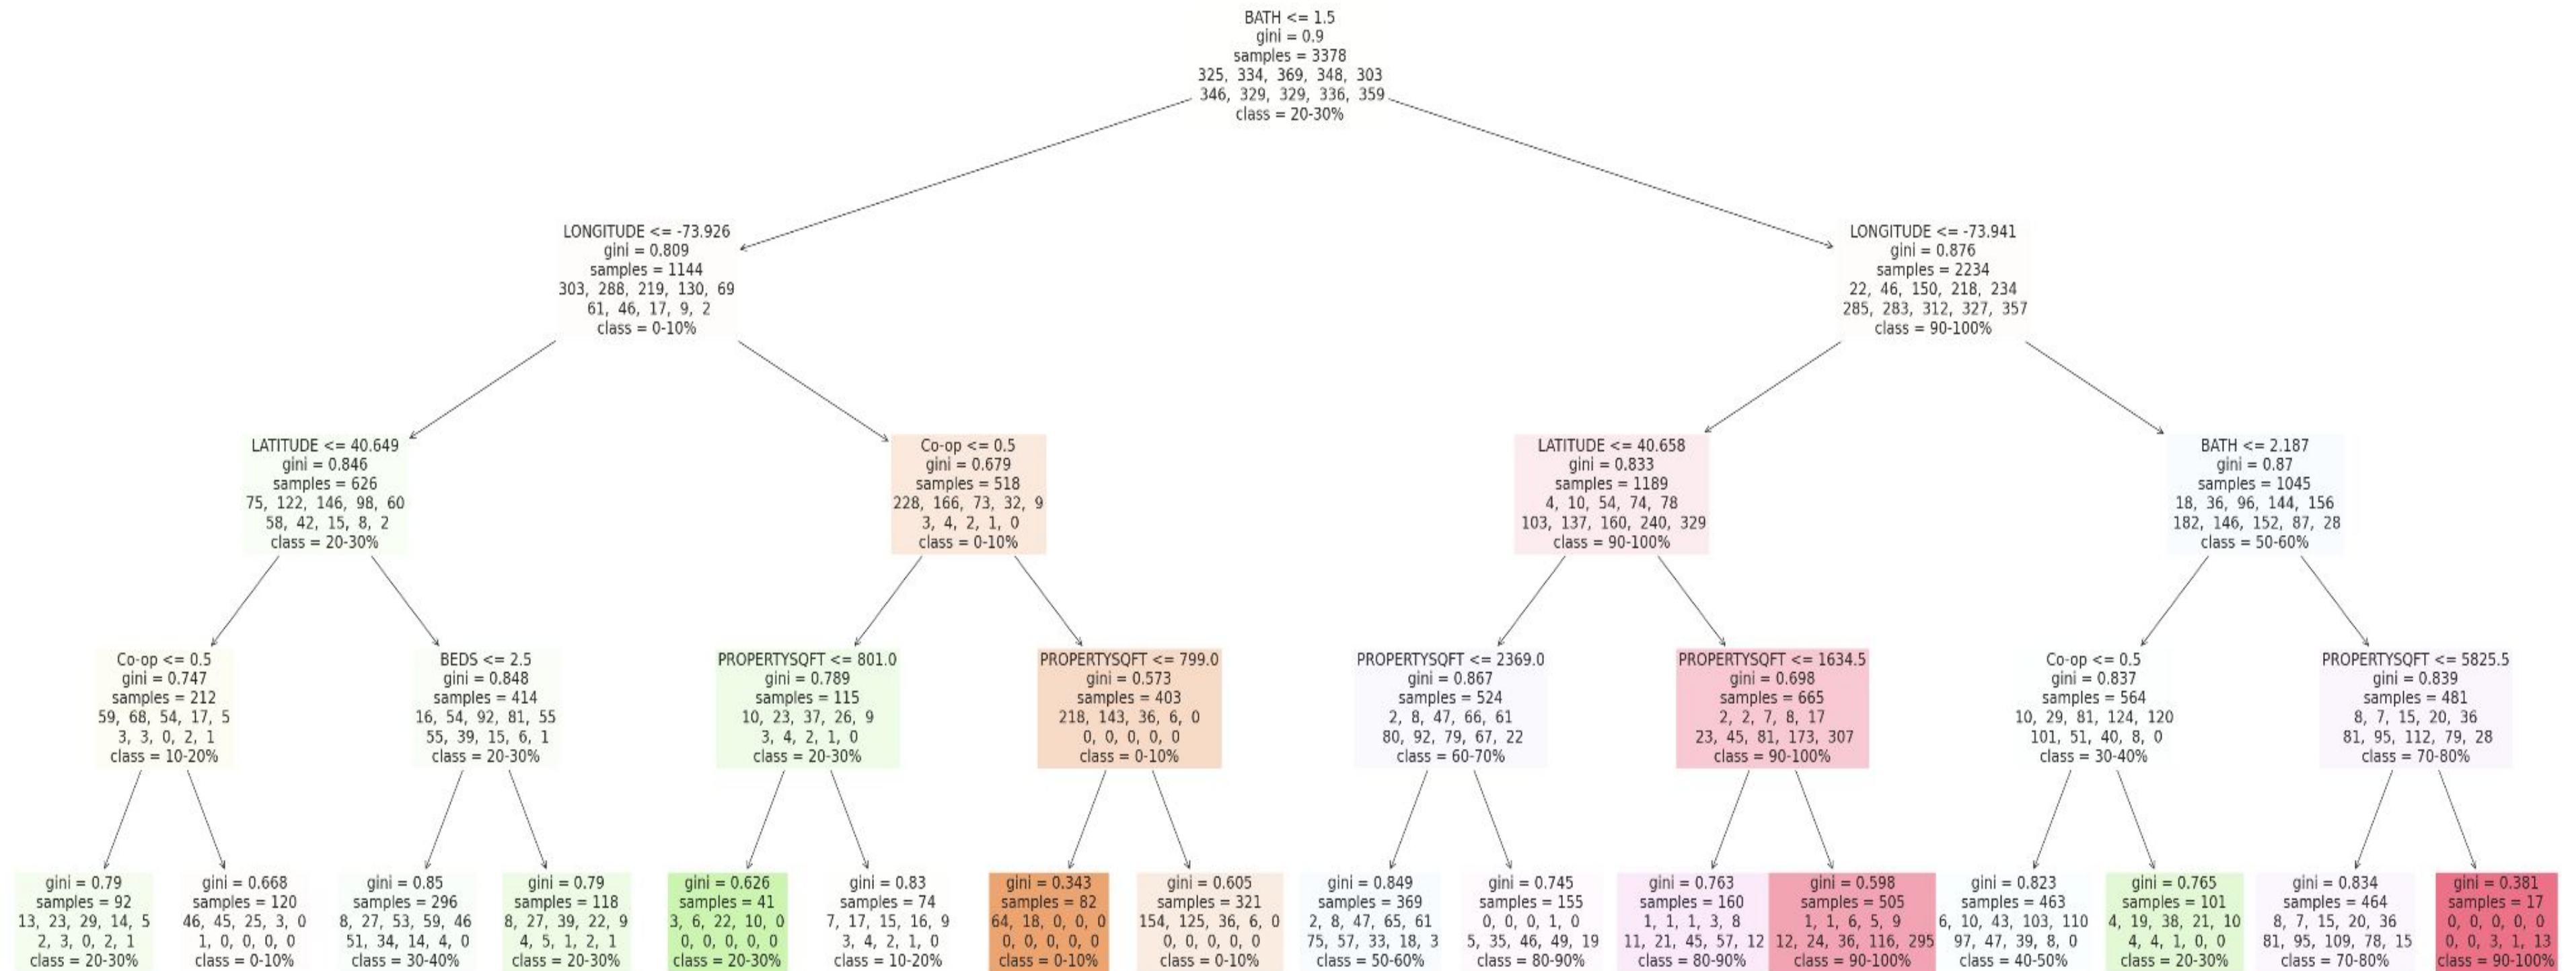 BATH <= 1.5
gini = 0.9
samples = 3378
325, 334, 369, 348, 303
346, 329, 329, 336, 359
class = 20-30%
LONGITUDE <= -73.926
gini = 0.809
samples = 1144
303, 288, 219, 130, 69
61, 46, 17, 9, 2
class = 0-10%
LONGITUDE <= -73.941
gini = 0.876
samples = 2234
22, 46, 150, 218, 234
285, 283, 312, 327, 357
class = 90-100%
LATITUDE <= 40.649
gini = 0.846
samples = 626
75, 122, 146, 98, 60
58, 42, 15, 8, 2
class = 20-30%
Co-op <= 0.5
gini = 0.679
samples = 518
228, 166, 73, 32, 9
3, 4, 2, 1, 0
class = 0-10%
LATITUDE <= 40.658
gini = 0.833
samples = 1189
4, 10, 54, 74, 78
103, 137, 160, 240, 329
class = 90-100%
BATH <= 2.187
gini = 0.87
samples = 1045
18, 36, 96, 144, 156
182, 146, 152, 87, 28
class = 50-60%
Co-op <= 0.5
gini = 0.747
samples = 212
59, 68, 54, 17, 5
3, 3, 0, 2, 1
class = 10-20%
BEDS <= 2.5
gini = 0.848
samples = 414
16, 54, 92, 81, 55
55, 39, 15, 6, 1
class = 20-30%
PROPERTYSQFT <= 801.0
gini = 0.789
samples = 115
10, 23, 37, 26, 9
3, 4, 2, 1, 0
class = 20-30%
PROPERTYSQFT <= 799.0
gini = 0.573
samples = 403
218, 143, 36, 6, 0
0, 0, 0, 0, 0
class = 0-10%
PROPERTYSQFT <= 2369.0
gini = 0.867
samples = 524
2, 8, 47, 66, 61
80, 92, 79, 67, 22
class = 60-70%
PROPERTYSQFT <= 1634.5
gini = 0.698
samples = 665
2, 2, 7, 8, 17
23, 45, 81, 173, 307
class = 90-100%
Co-op <= 0.5
gini = 0.837
samples = 564
10, 29, 81, 124, 120
101, 51, 40, 8, 0
class = 30-40%
PROPERTYSQFT <= 5825.5
gini = 0.839
samples = 481
8, 7, 15, 20, 36
81, 95, 112, 79, 28
class = 70-80%
gini = 0.79
samples = 92
13, 23, 29, 14, 5
2, 3, 0, 2, 1
class = 20-30%
gini = 0.668
samples = 120
46, 45, 25, 3, 0
1, 0, 0, 0, 0
class = 0-10%
gini = 0.85
samples = 296
8, 27, 53, 59, 46
51, 34, 14, 4, 0
class = 30-40%
gini = 0.79
samples = 118
8, 27, 39, 22, 9
4, 5, 1, 2, 1
class = 20-30%
gini = 0.626
samples = 41
3, 6, 22, 10, 0
0, 0, 0, 0, 0
class = 20-30%
gini = 0.83
samples = 74
7, 17, 15, 16, 9
3, 4, 2, 1, 0
class = 10-20%
gini = 0.343
samples = 82
64, 18, 0, 0, 0
0, 0, 0, 0, 0
class = 0-10%
gini = 0.605
samples = 321
154, 125, 36, 6, 0
0, 0, 0, 0, 0
class = 0-10%
gini = 0.849
samples = 369
2, 8, 47, 65, 61
75, 57, 33, 18, 3
class = 50-60%
gini = 0.745
samples = 155
0, 0, 0, 1, 0
5, 35, 46, 49, 19
class = 80-90%
gini = 0.763
samples = 160
1, 1, 1, 3, 8
11, 21, 45, 57, 12
class = 80-90%
gini = 0.598
samples = 505
1, 1, 6, 5, 9
12, 24, 36, 116, 295
class = 90-100%
gini = 0.823
samples = 463
6, 10, 43, 103, 110
97, 47, 39, 8, 0
class = 40-50%
gini = 0.765
samples = 101
4, 19, 38, 21, 10
4, 4, 1, 0, 0
class = 20-30%
gini = 0.834
samples = 464
8, 7, 15, 20, 36
81, 95, 109, 78, 15
class = 70-80%
gini = 0.381
samples = 17
0, 0, 0, 0, 0
0, 0, 3, 1, 13
class = 90-100%